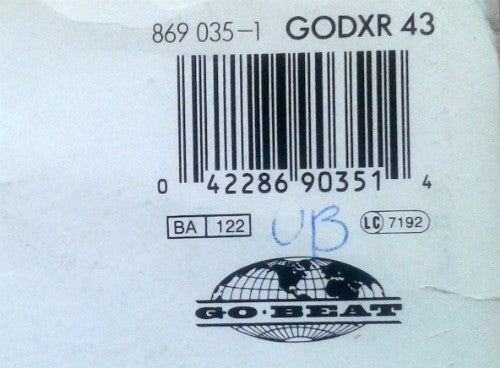 869 035-1 GODXR 43
0 42286 90351 4
BA 122 UB LC 7192
GO·BEAT